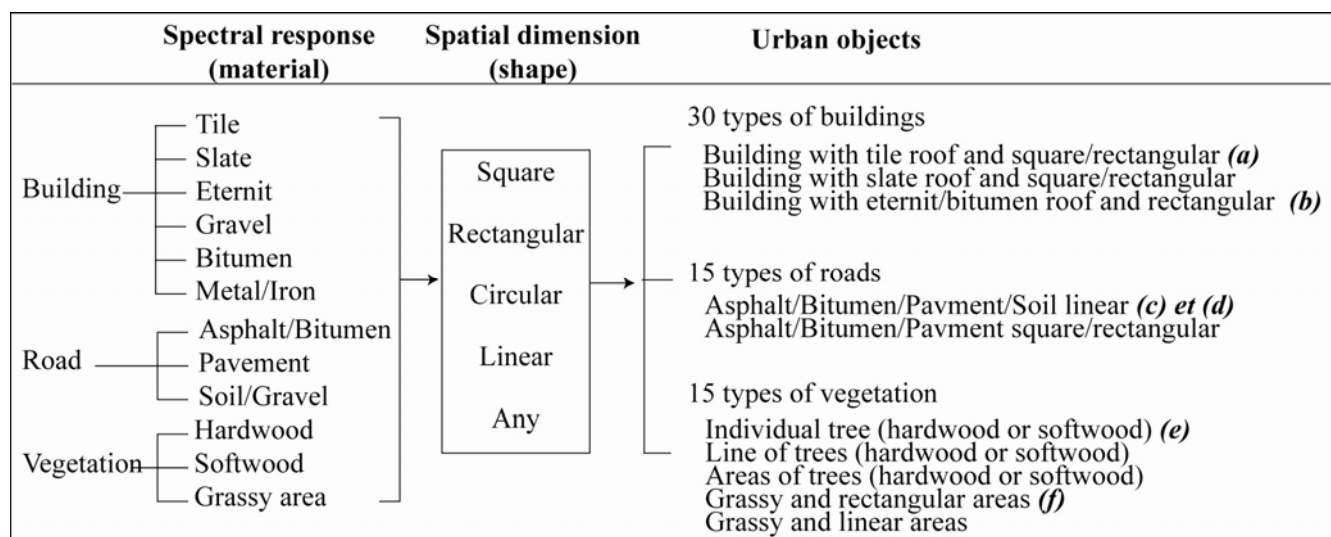 Spectral response
(material)
Spatial dimension
(shape)
Urban objects
Building
Tile
Slate
Eternit
Gravel
Bitumen
Metal/Iron
Road
Asphalt/Bitumen
Pavement
Soil/Gravel
Vegetation
Hardwood
Softwood
Grassy area
Square
Rectangular
Circular
Linear
Any
30 types of buildings
Building with tile roof and square/rectangular (a)
Building with slate roof and square/rectangular
Building with eternit/bitumen roof and rectangular (b)
15 types of roads
Asphalt/Bitumen/Pavment/Soil linear (c) et (d)
Asphalt/Bitumen/Pavment square/rectangular
15 types of vegetation
Individual tree (hardwood or softwood) (e)
Line of trees (hardwood or softwood)
Areas of trees (hardwood or softwood)
Grassy and rectangular areas (f)
Grassy and linear areas